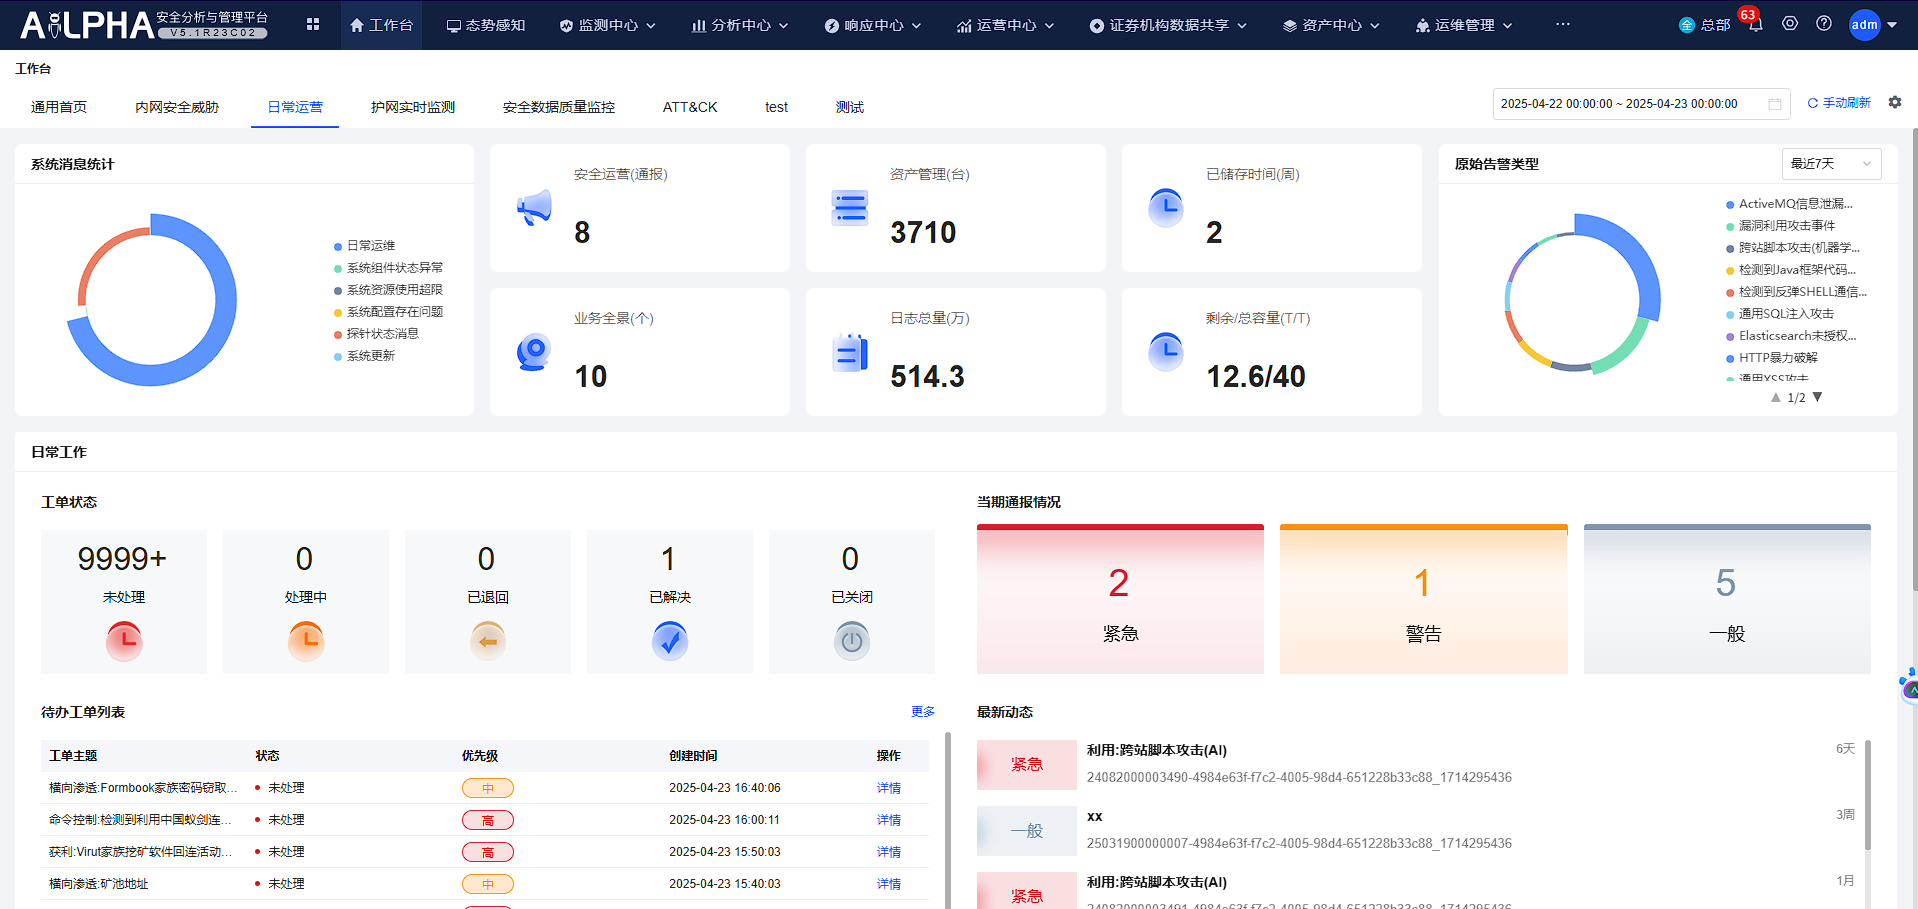 AiLPHA 安全分析与管理平台
V5.1R23C02
工作台
态势感知
监测中心
分析中心
响应中心
运营中心
证券机构数据共享
资产中心
运维管理
···
全 总部
63
adm
工作台
通用首页
内网安全威胁
日常运营
护网实时监测
安全数据质量监控
ATT&CK
test
测试
2025-04-22 00:00:00 ~ 2025-04-23 00:00:00
手动刷新
系统消息统计
日常运维
系统组件状态异常
系统资源使用超限
系统配置存在问题
探针状态消息
系统更新
安全运营(通报)
8
资产管理(台)
3710
已储存时间(周)
2
业务全景(个)
10
日志总量(万)
514.3
剩余/总容量(T/T)
12.6/40
原始告警类型
最近7天
ActiveMQ信息泄漏...
漏洞利用攻击事件
跨站脚本攻击(机器学...
检测到Java框架代码...
检测到反弹SHELL通信...
通用SQL注入攻击
Elasticsearch未授权...
HTTP暴力破解
通用XSS攻击
1/2
日常工作
工单状态
9999+
未处理
0
处理中
0
已退回
1
已解决
0
已关闭
当期通报情况
2
紧急
1
警告
5
一般
待办工单列表
更多
工单主题 状态 优先级 创建时间 操作
横向渗透:Formbook家族密码窃取... 未处理 中 2025-04-23 16:40:06 详情
命令控制:检测到利用中国蚁剑连... 未处理 高 2025-04-23 16:00:11 详情
获利:Virut家族挖矿软件回连活动... 未处理 高 2025-04-23 15:50:03 详情
横向渗透:矿池地址 未处理 中 2025-04-23 15:40:03 详情
最新动态
紧急
利用:跨站脚本攻击(AI)
6天
24082000003490-4984e63f-f7c2-4005-98d4-651228b33c88_1714295436
一般
xx
3周
25031900000007-4984e63f-f7c2-4005-98d4-651228b33c88_1714295436
紧急
利用:跨站脚本攻击(AI)
1月
24082000003491-4984e63f-f7c2-4005-98d4-651228b33c88_1714295436